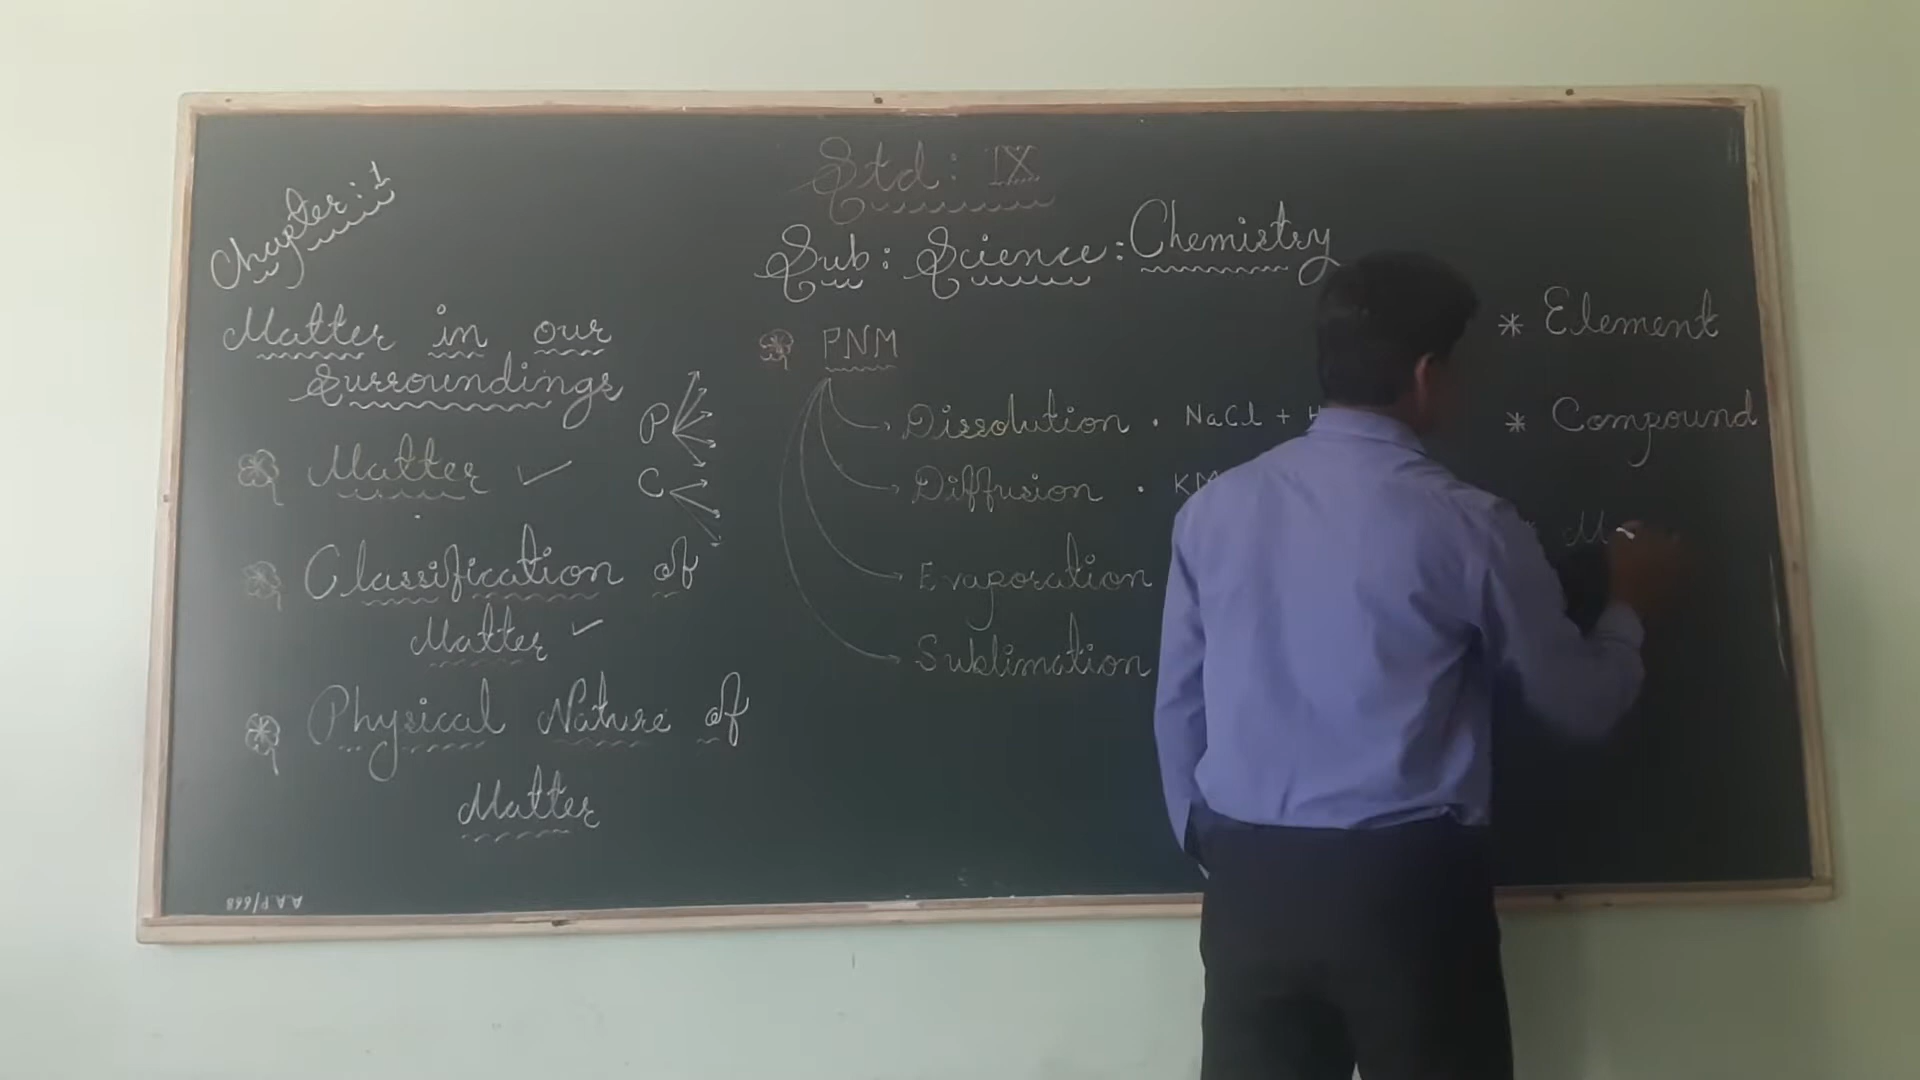 Std: IX
Sub: Science: Chemistry
Chapter: 1
Matter in our
Surroundings
Matter ✓
Classification of
Matter ✓
Physical Nature of
Matter
P
C
PNM
Dissolution . NaCl + H
Diffusion . KM
Evaporation
Sublimation
* Element
* Compound
A.A.P/668